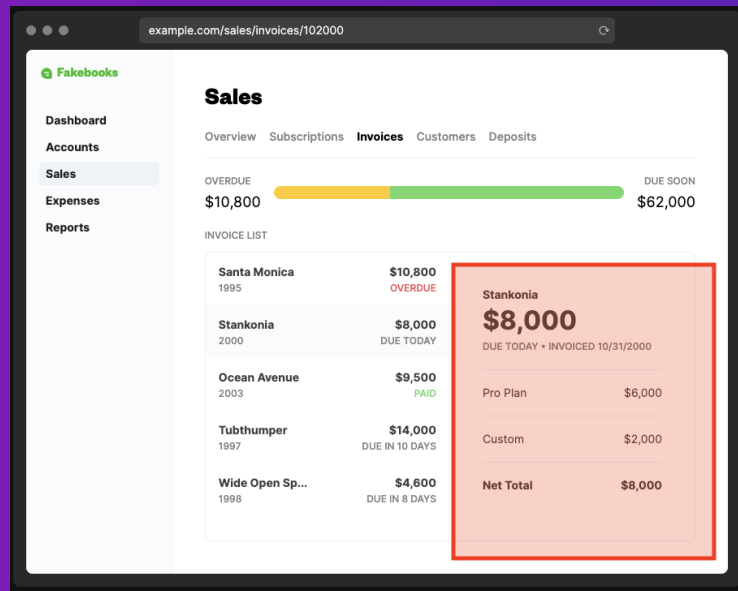 example.com/sales/invoices/102000
Fakebooks
Dashboard
Accounts
Sales
Expenses
Reports
Sales
Overview Subscriptions Invoices Customers Deposits
OVERDUE
$10,800
DUE SOON
$62,000
INVOICE LIST
Santa Monica $10,800
1995 OVERDUE
Stankonia $8,000
2000 DUE TODAY
Ocean Avenue $9,500
2003 PAID
Tubthumper $14,000
1997 DUE IN 10 DAYS
Wide Open Sp... $4,600
1998 DUE IN 8 DAYS
Stankonia
$8,000
DUE TODAY • INVOICED 10/31/2000
Pro Plan $6,000
Custom $2,000
Net Total $8,000